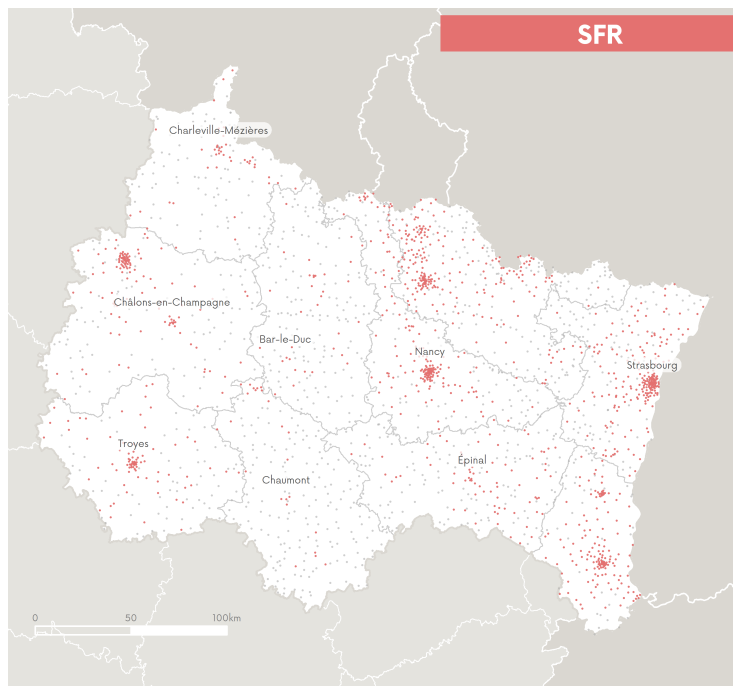 SFR
Charleville-Mézières
Châlons-en-Champagne
Bar-le-Duc
Nancy
Strasbourg
Troyes
Épinal
Chaumont
0 50 100km